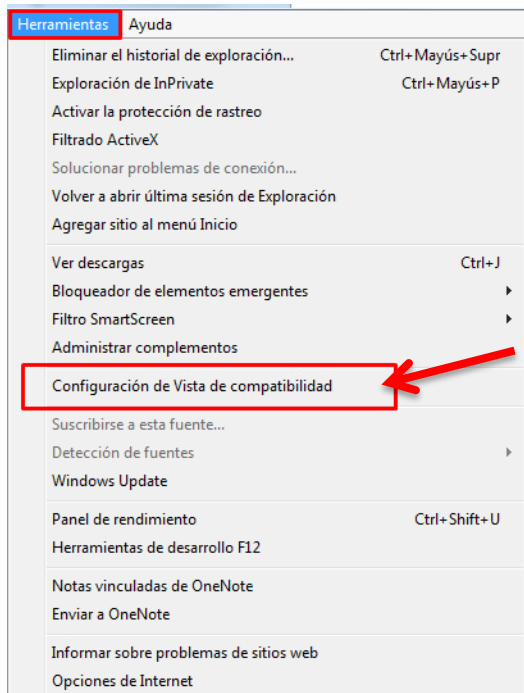 Herramientas Ayuda
Eliminar el historial de exploración... Ctrl+Mayús+Supr
Exploración de InPrivate Ctrl+Mayús+P
Activar la protección de rastreo
Filtrado ActiveX
Solucionar problemas de conexión...
Volver a abrir última sesión de Exploración
Agregar sitio al menú Inicio
Ver descargas Ctrl+J
Bloqueador de elementos emergentes
Filtro SmartScreen
Administrar complementos
Configuración de Vista de compatibilidad
Suscribirse a esta fuente...
Detección de fuentes
Windows Update
Panel de rendimiento Ctrl+Shift+U
Herramientas de desarrollo F12
Notas vinculadas de OneNote
Enviar a OneNote
Informar sobre problemas de sitios web
Opciones de Internet